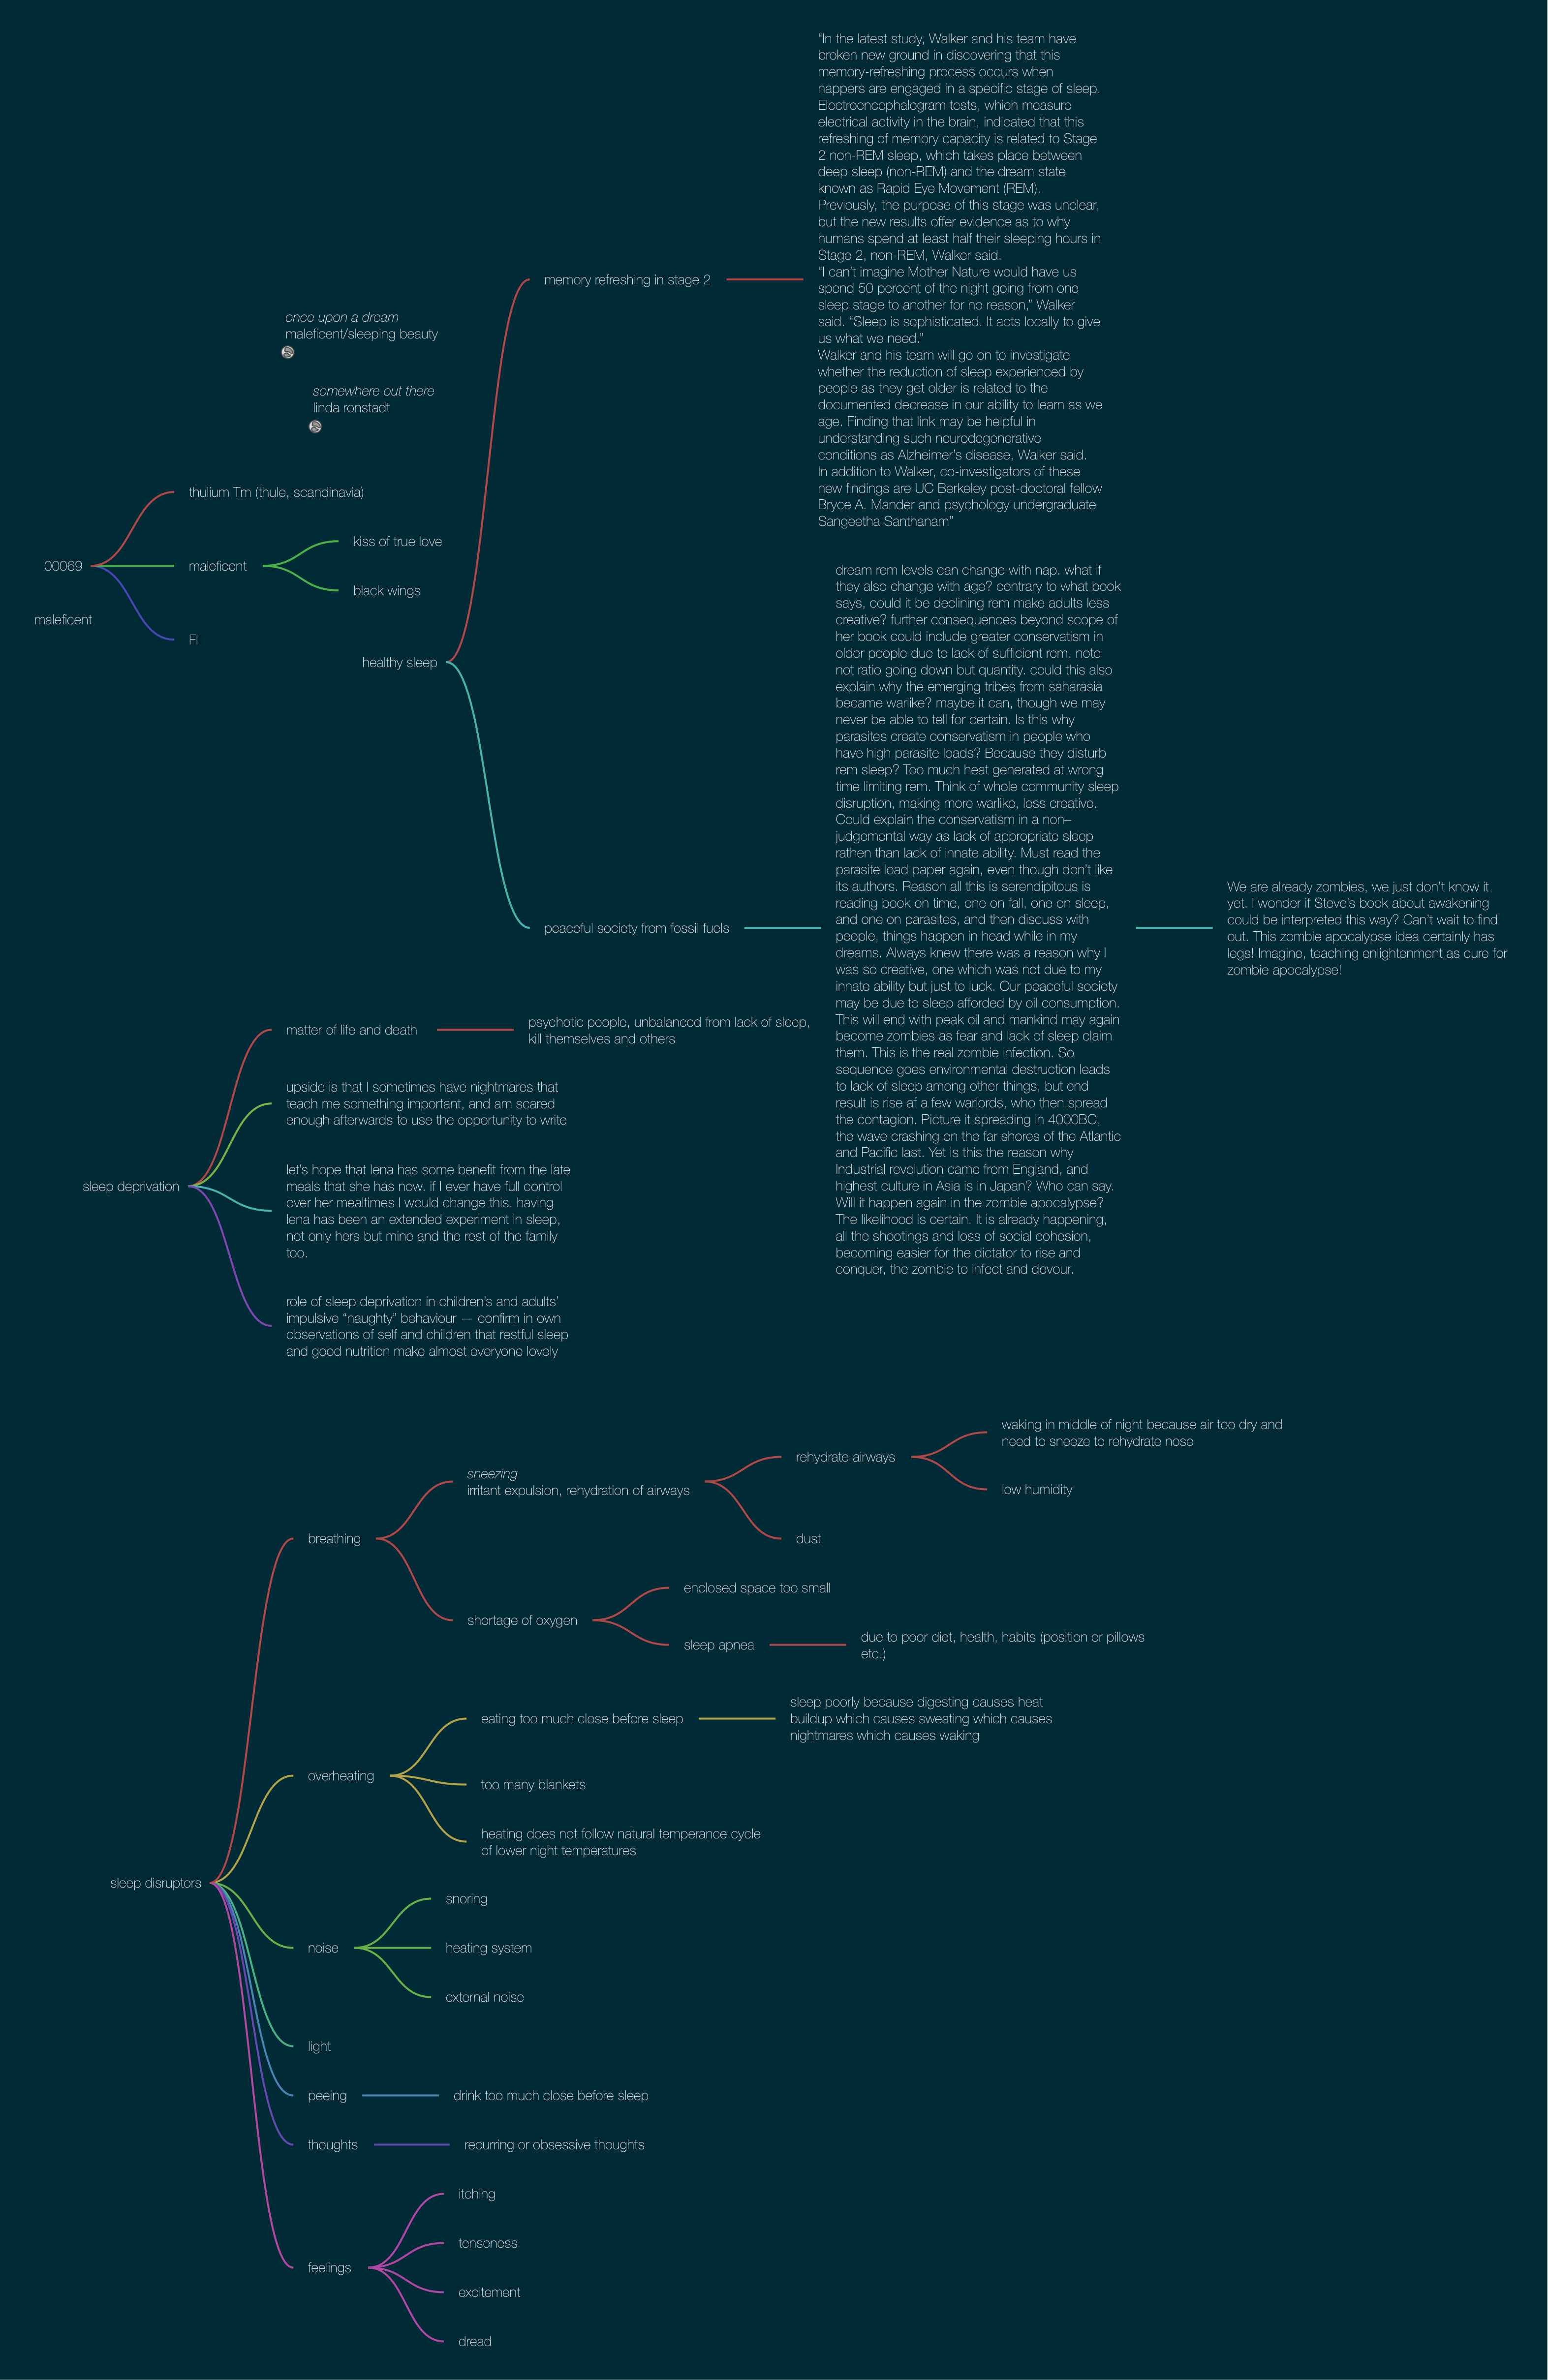 “In the latest study, Walker and his team have
broken new ground in discovering that this
memory-refreshing process occurs when
nappers are engaged in a specific stage of sleep.
Electroencephalogram tests, which measure
electrical activity in the brain, indicated that this
refreshing of memory capacity is related to Stage
2 non-REM sleep, which takes place between
deep sleep (non-REM) and the dream state
known as Rapid Eye Movement (REM).
Previously, the purpose of this stage was unclear,
but the new results offer evidence as to why
humans spend at least half their sleeping hours in
Stage 2, non-REM, Walker said.
“I can’t imagine Mother Nature would have us
spend 50 percent of the night going from one
sleep stage to another for no reason,” Walker
said. “Sleep is sophisticated. It acts locally to give
us what we need.”
Walker and his team will go on to investigate
whether the reduction of sleep experienced by
people as they get older is related to the
documented decrease in our ability to learn as we
age. Finding that link may be helpful in
understanding such neurodegenerative
conditions as Alzheimer’s disease, Walker said.
In addition to Walker, co-investigators of these
new findings are UC Berkeley post-doctoral fellow
Bryce A. Mander and psychology undergraduate
Sangeetha Santhanam”
memory refreshing in stage 2
once upon a dream
maleficent/sleeping beauty
somewhere out there
linda ronstadt
thulium Tm (thule, scandinavia)
00069
maleficent
kiss of true love
black wings
maleficent
Fl
healthy sleep
peaceful society from fossil fuels
dream rem levels can change with nap. what if
they also change with age? contrary to what book
says, could it be declining rem make adults less
creative? further consequences beyond scope of
her book could include greater conservatism in
older people due to lack of sufficient rem. note
not ratio going down but quantity. could this also
explain why the emerging tribes from saharasia
became warlike? maybe it can, though we may
never be able to tell for certain. Is this why
parasites create conservatism in people who
have high parasite loads? Because they disturb
rem sleep? Too much heat generated at wrong
time limiting rem. Think of whole community sleep
disruption, making more warlike, less creative.
Could explain the conservatism in a non–
judgemental way as lack of appropriate sleep
rathen than lack of innate ability. Must read the
parasite load paper again, even though don’t like
its authors. Reason all this is serendipitous is
reading book on time, one on fall, one on sleep,
and one on parasites, and then discuss with
people, things happen in head while in my
dreams. Always knew there was a reason why I
was so creative, one which was not due to my
innate ability but just to luck. Our peaceful society
may be due to sleep afforded by oil consumption.
This will end with peak oil and mankind may again
become zombies as fear and lack of sleep claim
them. This is the real zombie infection. So
sequence goes environmental destruction leads
to lack of sleep among other things, but end
result is rise af a few warlords, who then spread
the contagion. Picture it spreading in 4000BC,
the wave crashing on the far shores of the Atlantic
and Pacific last. Yet is this the reason why
Industrial revolution came from England, and
highest culture in Asia is in Japan? Who can say.
Will it happen again in the zombie apocalypse?
The likelihood is certain. It is already happening,
all the shootings and loss of social cohesion,
becoming easier for the dictator to rise and
conquer, the zombie to infect and devour.
We are already zombies, we just don’t know it
yet. I wonder if Steve’s book about awakening
could be interpreted this way? Can’t wait to find
out. This zombie apocalypse idea certainly has
legs! Imagine, teaching enlightenment as cure for
zombie apocalypse!
sleep deprivation
matter of life and death
psychotic people, unbalanced from lack of sleep,
kill themselves and others
upside is that I sometimes have nightmares that
teach me something important, and am scared
enough afterwards to use the opportunity to write
let’s hope that lena has some benefit from the late
meals that she has now. if I ever have full control
over her mealtimes I would change this. having
lena has been an extended experiment in sleep,
not only hers but mine and the rest of the family
too.
role of sleep deprivation in children’s and adults’
impulsive “naughty” behaviour — confirm in own
observations of self and children that restful sleep
and good nutrition make almost everyone lovely
sleep disruptors
breathing
sneezing
irritant expulsion, rehydration of airways
rehydrate airways
waking in middle of night because air too dry and
need to sneeze to rehydrate nose
low humidity
dust
shortage of oxygen
enclosed space too small
sleep apnea
due to poor diet, health, habits (position or pillows
etc.)
overheating
eating too much close before sleep
sleep poorly because digesting causes heat
buildup which causes sweating which causes
nightmares which causes waking
too many blankets
heating does not follow natural temperance cycle
of lower night temperatures
noise
snoring
heating system
external noise
light
peeing
drink too much close before sleep
thoughts
recurring or obsessive thoughts
feelings
itching
tenseness
excitement
dread